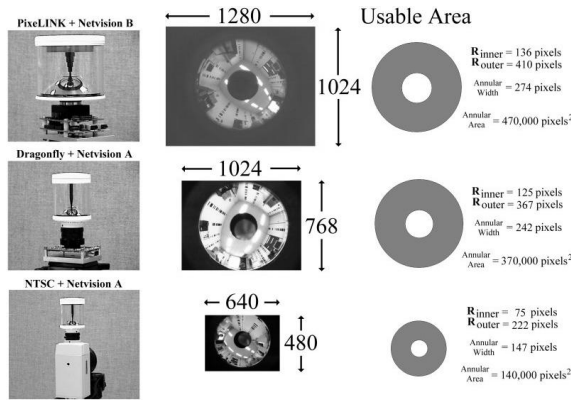 PixeLINK + Netvision B
1280
1024
Usable Area
Rinner = 136 pixels
Router = 410 pixels
Annular Width = 274 pixels
Annular Area = 470,000 pixels²
Dragonfly + Netvision A
1024
768
Rinner = 125 pixels
Router = 367 pixels
Annular Width = 242 pixels
Annular Area = 370,000 pixels²
NTSC + Netvision A
640
480
Rinner = 75 pixels
Router = 222 pixels
Annular Width = 147 pixels
Annular Area = 140,000 pixels²